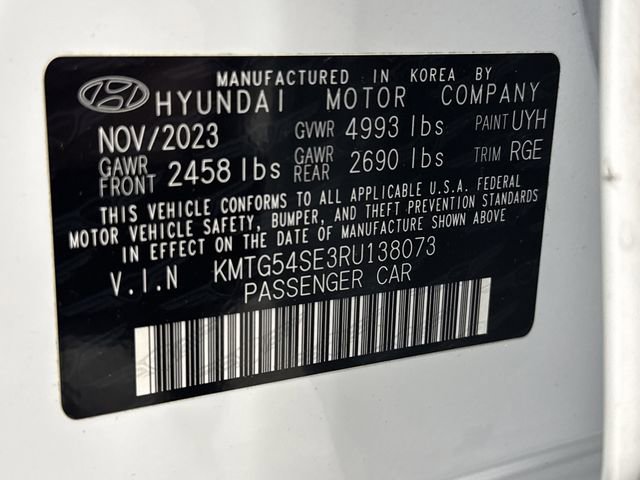 MANUFACTURED IN KOREA BY
HYUNDAI MOTOR COMPANY
NOV/2023 GVWR 4993 lbs PAINT UYH
GAWR FRONT 2458 lbs GAWR REAR 2690 lbs TRIM RGE
THIS VEHICLE CONFORMS TO ALL APPLICABLE U.S.A. FEDERAL
MOTOR VEHICLE SAFETY, BUMPER, AND THEFT PREVENTION STANDARDS
IN EFFECT ON THE DATE OF MANUFACTURE SHOWN ABOVE
V.I.N KMTG54SE3RU138073
PASSENGER CAR